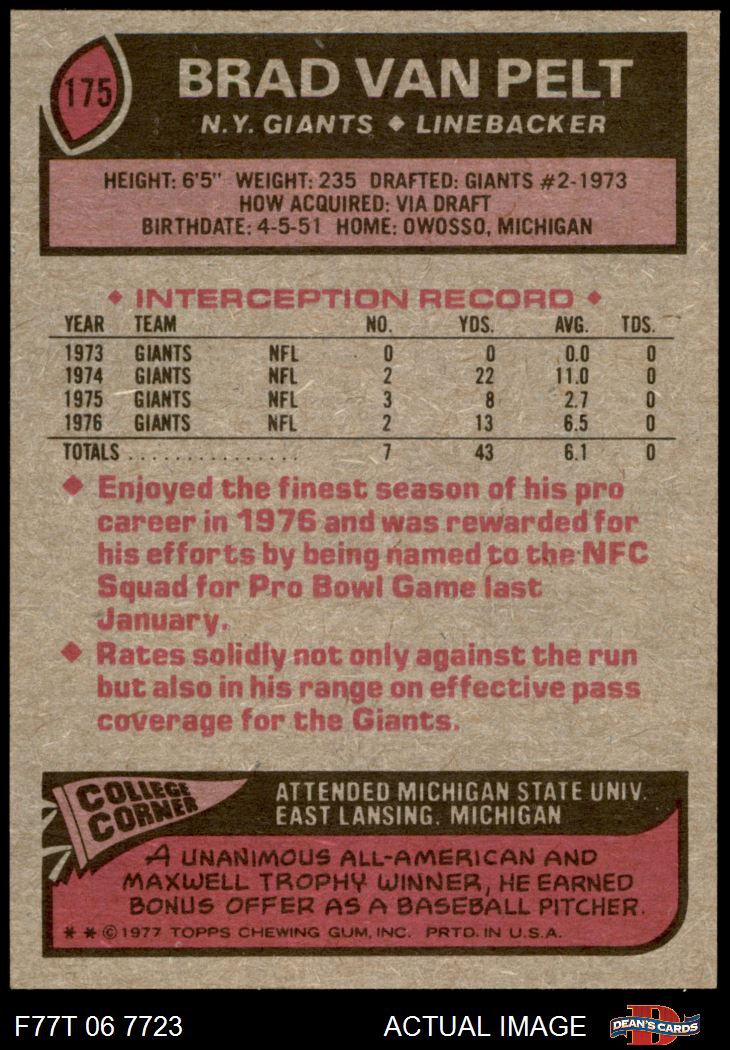 175
BRAD VAN PELT
N.Y. GIANTS ◆ LINEBACKER
HEIGHT: 6'5" WEIGHT: 235 DRAFTED: GIANTS #2-1973
HOW ACQUIRED: VIA DRAFT
BIRTHDATE: 4-5-51 HOME: OWOSSO, MICHIGAN
◆ INTERCEPTION RECORD ◆
YEAR TEAM NO. YDS. AVG. TDS.
1973 GIANTS NFL 0 0 0.0 0
1974 GIANTS NFL 2 22 11.0 0
1975 GIANTS NFL 3 8 2.7 0
1976 GIANTS NFL 2 13 6.5 0
TOTALS . . . . . . . . . . . . . . . 7 43 6.1 0
◆ Enjoyed the finest season of his pro
career in 1976 and was rewarded for
his efforts by being named to the NFC
Squad for Pro Bowl Game last
January.
◆ Rates solidly not only against the run
but also in his range on effective pass
coverage for the Giants.
COLLEGE
CORNER
ATTENDED MICHIGAN STATE UNIV.
EAST LANSING, MICHIGAN
A UNANIMOUS ALL-AMERICAN AND
MAXWELL TROPHY WINNER, HE EARNED
BONUS OFFER AS A BASEBALL PITCHER.
* * © 1977 TOPPS CHEWING GUM, INC. PRTD. IN U.S.A.
F77T 06 7723 ACTUAL IMAGE D DEAN'S CARDS